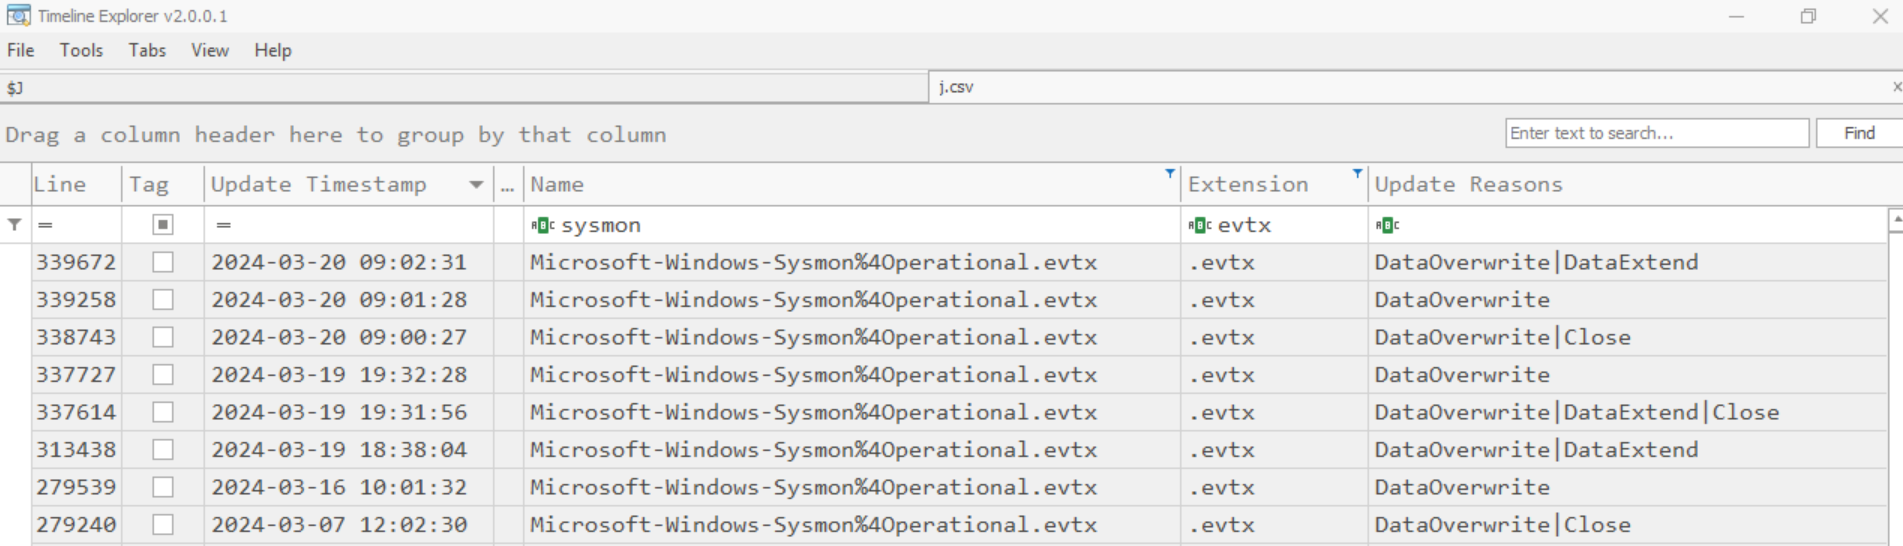 Timeline Explorer v2.0.0.1
File Tools Tabs View Help
$J j.csv
Drag a column header here to group by that column Enter text to search... Find
Line Tag Update Timestamp ... Name Extension Update Reasons
= = ABC sysmon ABC evtx ABC
339672 2024-03-20 09:02:31 Microsoft-Windows-Sysmon%4Operational.evtx .evtx DataOverwrite|DataExtend
339258 2024-03-20 09:01:28 Microsoft-Windows-Sysmon%4Operational.evtx .evtx DataOverwrite
338743 2024-03-20 09:00:27 Microsoft-Windows-Sysmon%4Operational.evtx .evtx DataOverwrite|Close
337727 2024-03-19 19:32:28 Microsoft-Windows-Sysmon%4Operational.evtx .evtx DataOverwrite
337614 2024-03-19 19:31:56 Microsoft-Windows-Sysmon%4Operational.evtx .evtx DataOverwrite|DataExtend|Close
313438 2024-03-19 18:38:04 Microsoft-Windows-Sysmon%4Operational.evtx .evtx DataOverwrite|DataExtend
279539 2024-03-16 10:01:32 Microsoft-Windows-Sysmon%4Operational.evtx .evtx DataOverwrite
279240 2024-03-07 12:02:30 Microsoft-Windows-Sysmon%4Operational.evtx .evtx DataOverwrite|Close